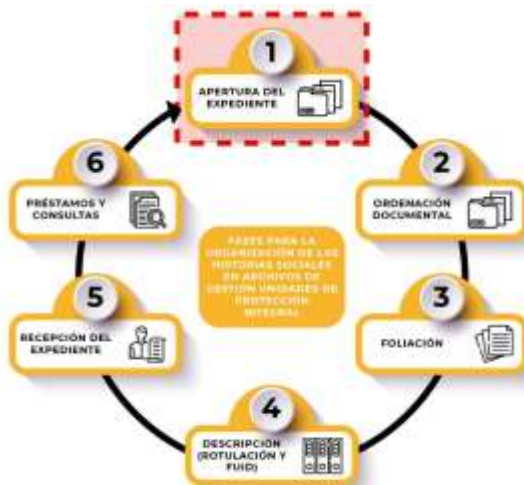 1
APERTURA DEL
EXPEDIENTE
2
ORDENACIÓN
DOCUMENTAL
3
FOLIACIÓN
4
DESCRIPCIÓN
(ROTULACIÓN Y
FUID)
5
RECEPCIÓN DEL
EXPEDIENTE
6
PRÉSTAMOS Y
CONSULTAS
FASES PARA LA
ORGANIZACIÓN DE LAS
HISTORIAS SOCIALES
EN ARCHIVOS DE
GESTIÓN UNIDADES DE
PROTECCIÓN
INTEGRAL